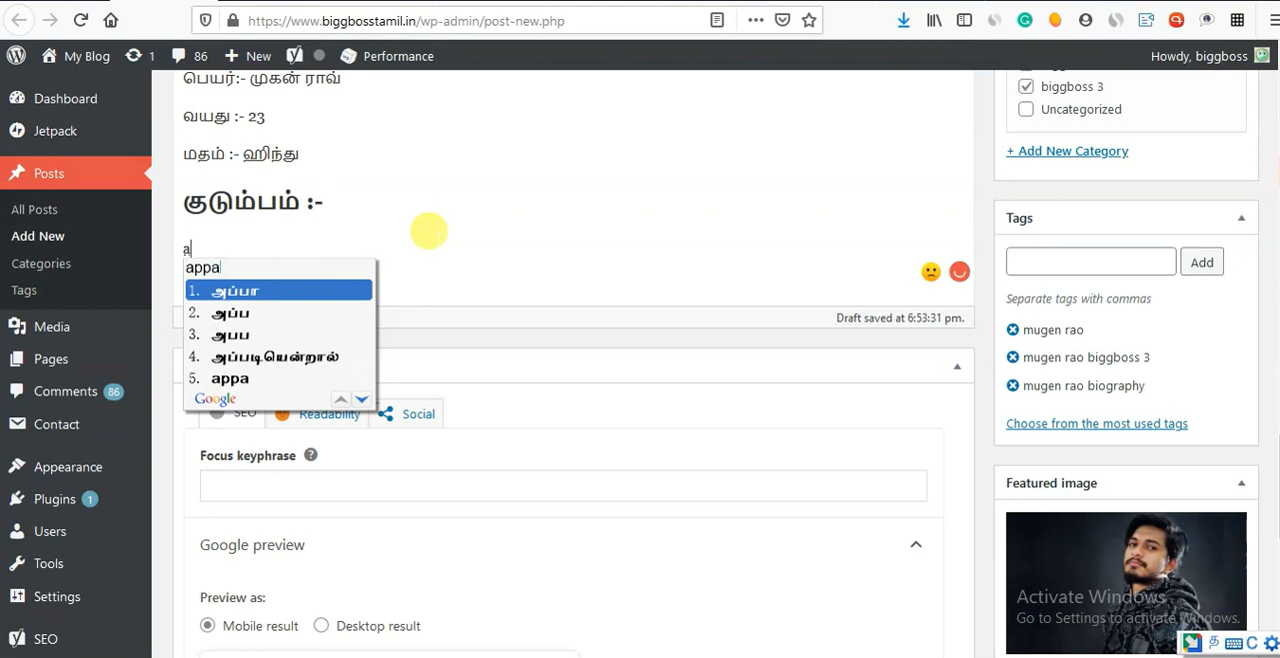 https://www.biggbosstamil.in/wp-admin/post-new.php
My Blog
1
86
New
Performance
Howdy, biggboss
Dashboard
Jetpack
Posts
All Posts
Add New
Categories
Tags
Media
Pages
Comments 86
Contact
Appearance
Plugins 1
Users
Tools
Settings
SEO
பெயர்:- முகன் ராவ்
வயது :- 23
மதம் :- ஹிந்து
குடும்பம் :-
a
appa
1. அப்பா
2. அப்ப
3. அபப
4. அப்படியென்றால்
5. appa
Google
Draft saved at 6:53:31 pm.
SEO
Readability
Social
Focus keyphrase
Google preview
Preview as:
Mobile result
Desktop result
biggboss 3
Uncategorized
+ Add New Category
Tags
Add
Separate tags with commas
mugen rao
mugen rao biggboss 3
mugen rao biography
Choose from the most used tags
Featured image
Activate Windows
Go to Settings to activate Windows.